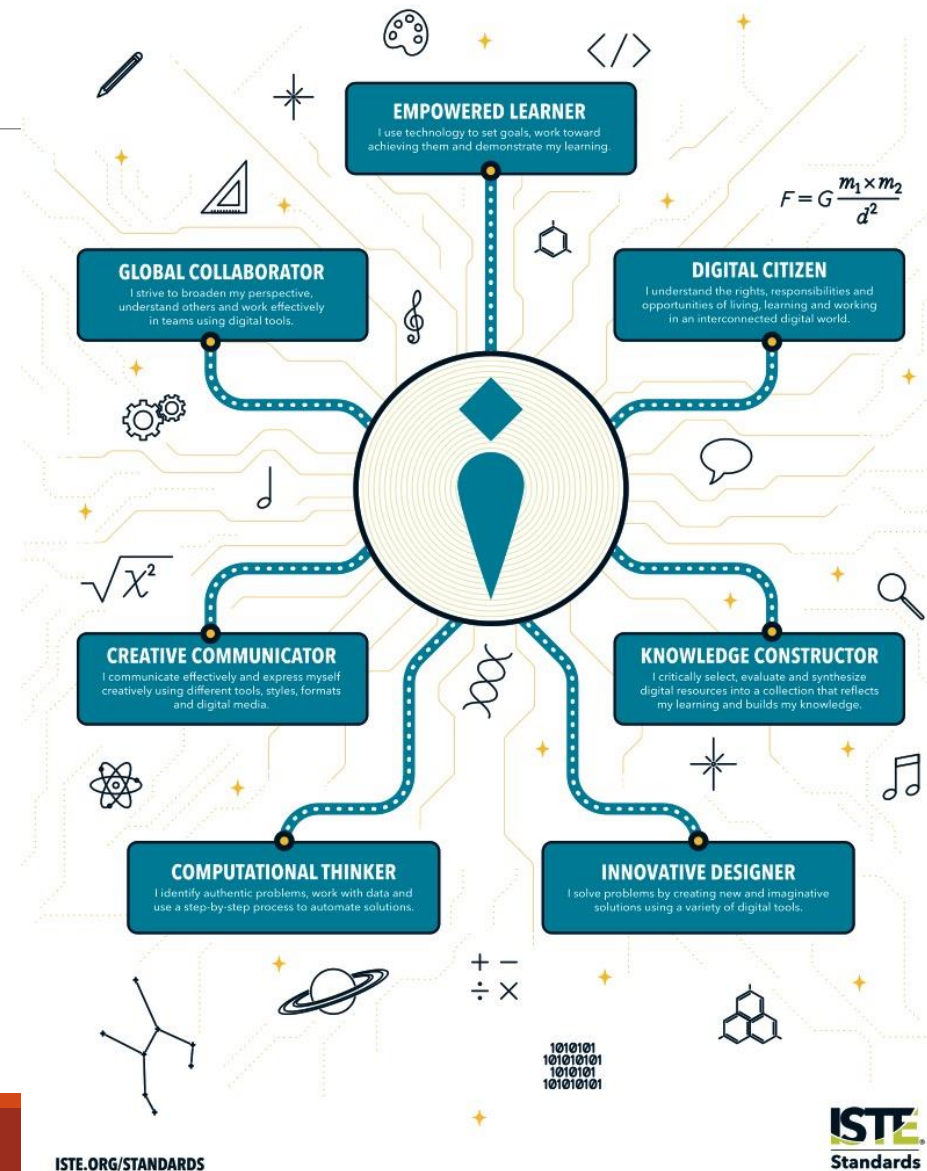 </>
EMPOWERED LEARNER
I use technology to set goals, work toward
achieving them and demonstrate my learning.
F = G m₁ × m₂ / d²
GLOBAL COLLABORATOR
I strive to broaden my perspective,
understand others and work effectively
in teams using digital tools.
DIGITAL CITIZEN
I understand the rights, responsibilities and
opportunities of living, learning and working
in an interconnected digital world.
√χ²
CREATIVE COMMUNICATOR
I communicate effectively and express myself
creatively using different tools, styles, formats
and digital media.
KNOWLEDGE CONSTRUCTOR
I critically select, evaluate and synthesize
digital resources into a collection that reflects
my learning and builds my knowledge.
COMPUTATIONAL THINKER
I identify authentic problems, work with data and
use a step-by-step process to automate solutions.
INNOVATIVE DESIGNER
I solve problems by creating new and imaginative
solutions using a variety of digital tools.
+ −
÷ ×
1010101
101010101
1010101
101010101
ISTE.ORG/STANDARDS
ISTE®
Standards